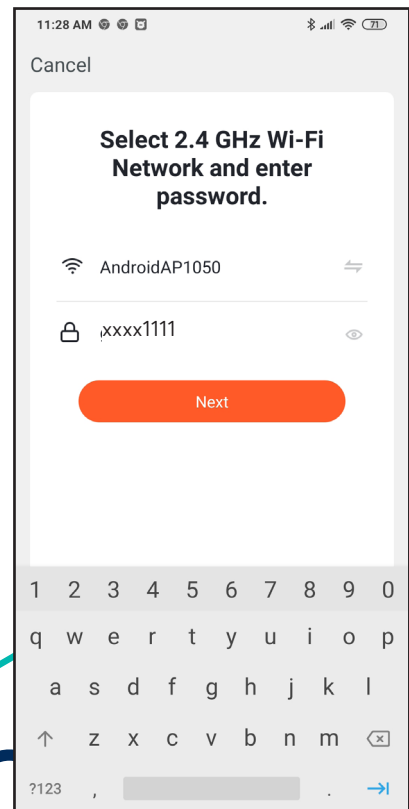 11:28 AM 71
Cancel
Select 2.4 GHz Wi-Fi
Network and enter
password.
AndroidAP1050
xxxx1111
Next
1 2 3 4 5 6 7 8 9 0
q w e r t y u i o p
a s d f g h j k l
z x c v b n m
?123 , .